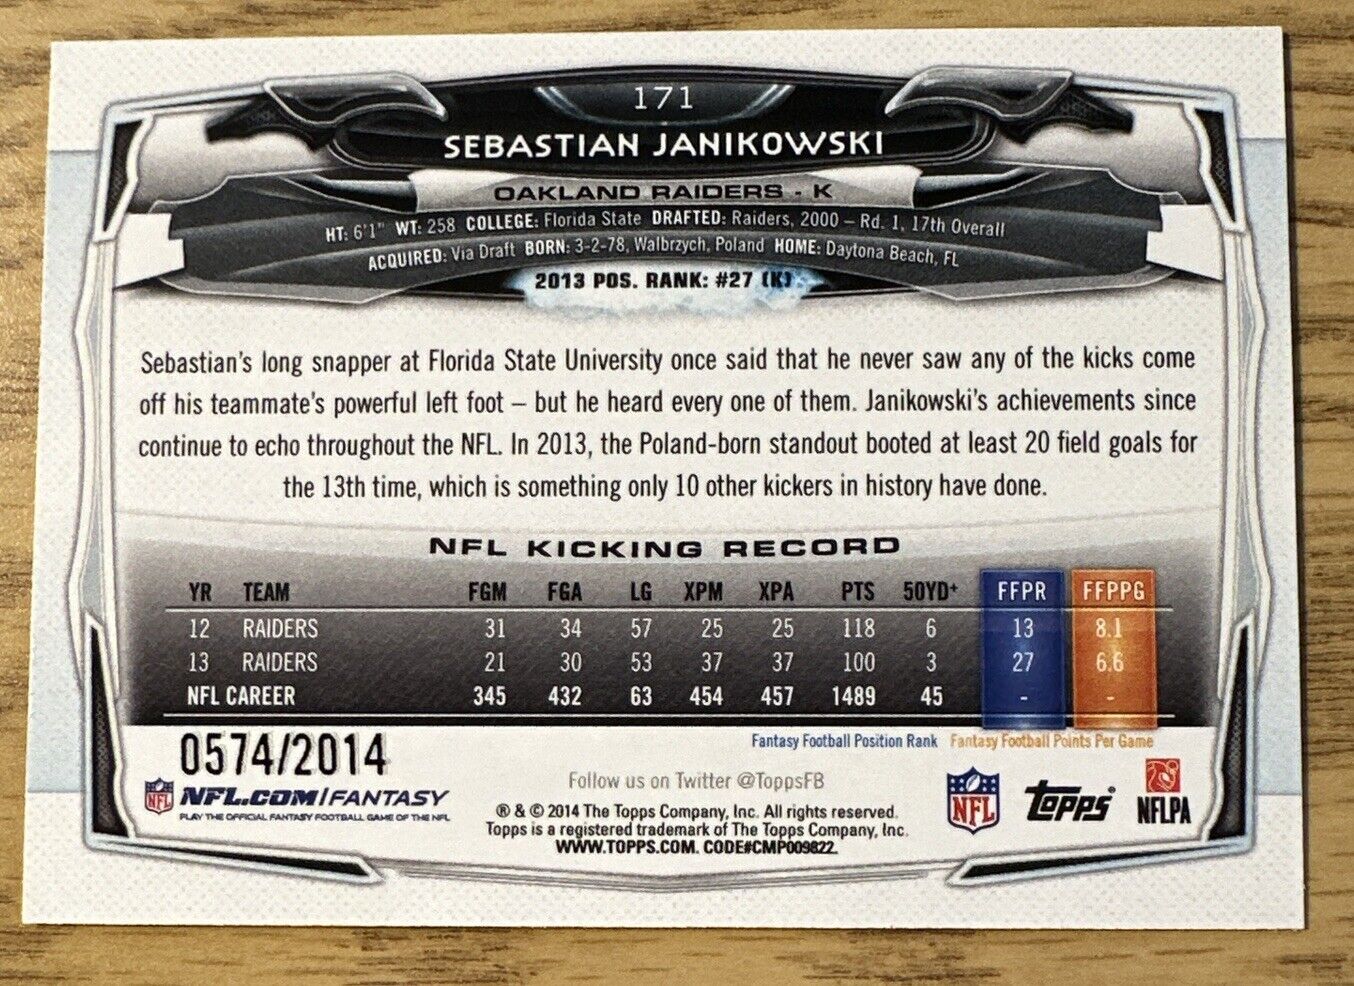 171
SEBASTIAN JANIKOWSKI
OAKLAND RAIDERS - K
HT: 6'1" WT: 258 COLLEGE: Florida State DRAFTED: Raiders, 2000 – Rd. 1, 17th Overall
ACQUIRED: Via Draft BORN: 3-2-78, Walbrzych, Poland HOME: Daytona Beach, FL
2013 POS. RANK: #27 (K)
Sebastian's long snapper at Florida State University once said that he never saw any of the kicks come
off his teammate's powerful left foot – but he heard every one of them. Janikowski's achievements since
continue to echo throughout the NFL. In 2013, the Poland-born standout booted at least 20 field goals for
the 13th time, which is something only 10 other kickers in history have done.
NFL KICKING RECORD
YR TEAM FGM FGA LG XPM XPA PTS 50YD+ FFPR FFPPG
12 RAIDERS 31 34 57 25 25 118 6 13 8.1
13 RAIDERS 21 30 53 37 37 100 3 27 6.6
NFL CAREER 345 432 63 454 457 1489 45 - -
Fantasy Football Position Rank Fantasy Football Points Per Game
0574/2014
NFL NFL.COM/FANTASY
PLAY THE OFFICIAL FANTASY FOOTBALL GAME OF THE NFL
Follow us on Twitter @ToppsFB
® & © 2014 The Topps Company, Inc. All rights reserved.
Topps is a registered trademark of The Topps Company, Inc.
WWW.TOPPS.COM. CODE#CMP009822.
NFL
Topps
NFLPA